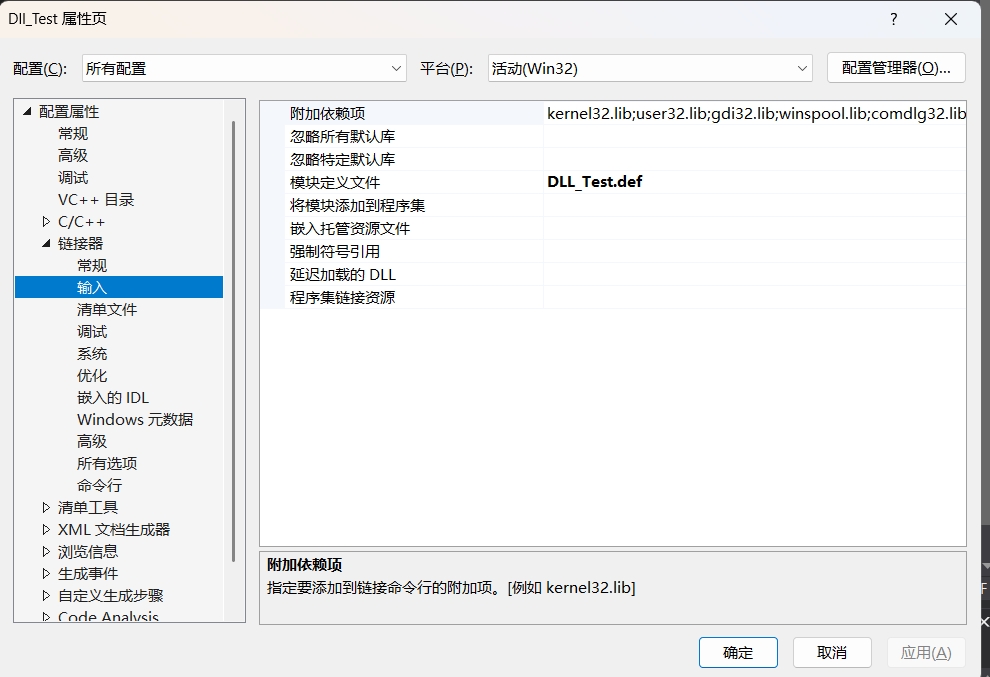 Dll_Test 属性页
?
配置(C):
所有配置
平台(P):
活动(Win32)
配置管理器(O)...
配置属性
常规
高级
调试
VC++ 目录
C/C++
链接器
常规
输入
清单文件
调试
系统
优化
嵌入的 IDL
Windows 元数据
高级
所有选项
命令行
清单工具
XML 文档生成器
浏览信息
生成事件
自定义生成步骤
Code Analysis
附加依赖项 kernel32.lib;user32.lib;gdi32.lib;winspool.lib;comdlg32.lib
忽略所有默认库
忽略特定默认库
模块定义文件 DLL_Test.def
将模块添加到程序集
嵌入托管资源文件
强制符号引用
延迟加载的 DLL
程序集链接资源
附加依赖项
指定要添加到链接命令行的附加项。[例如 kernel32.lib]
确定
取消
应用(A)